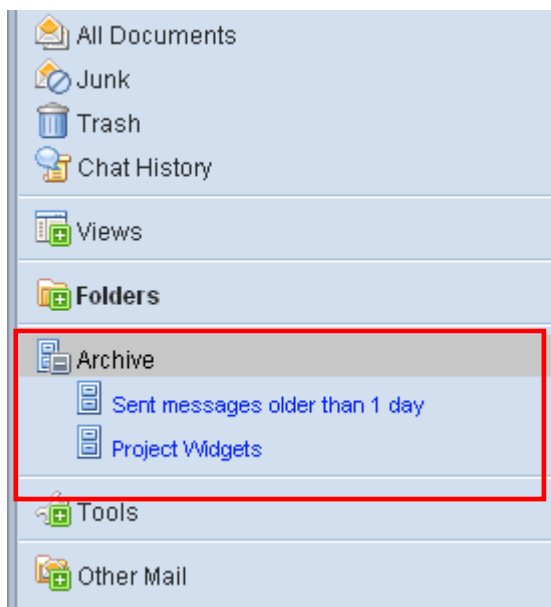 All Documents
Junk
Trash
Chat History
Views
Folders
Archive
Sent messages older than 1 day
Project Widgets
Tools
Other Mail